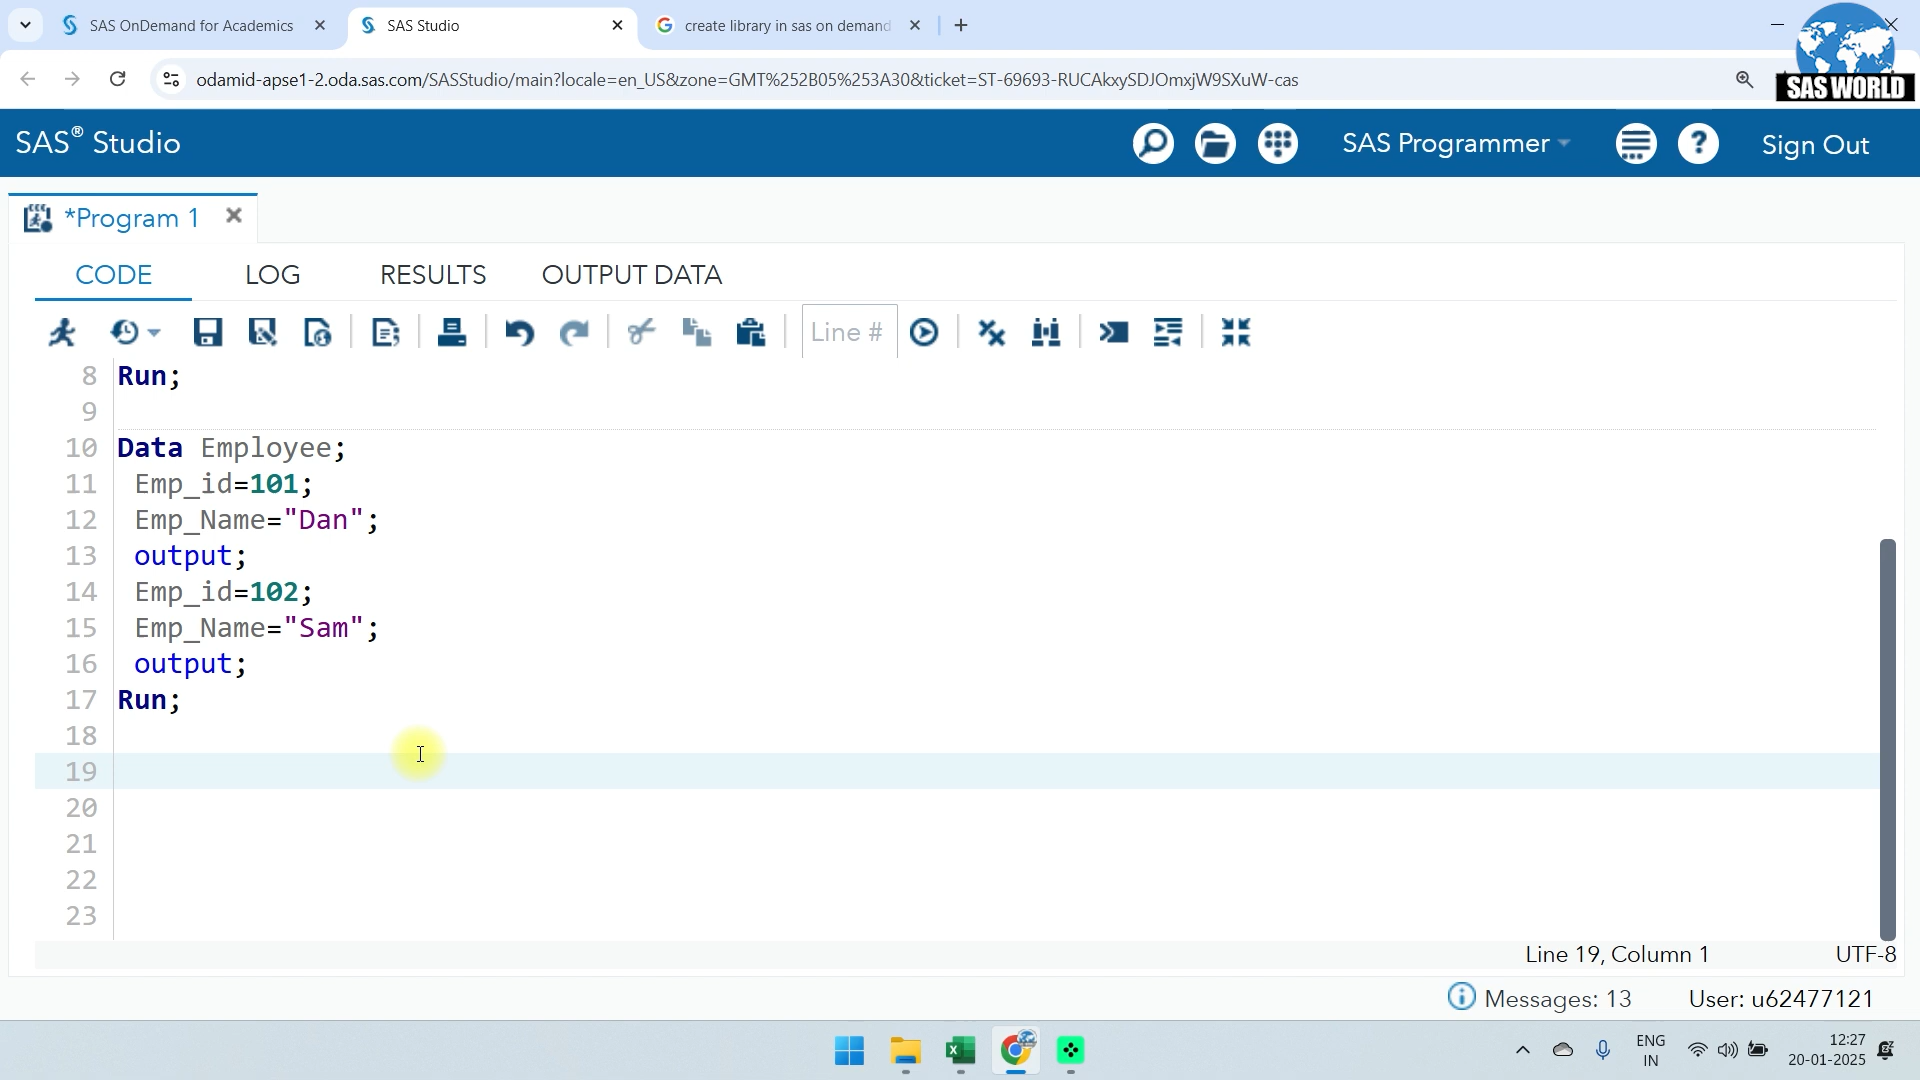 SAS OnDemand for Academics
SAS Studio
create library in sas on demand
odamid-apse1-2.oda.sas.com/SASStudio/main?locale=en_US&zone=GMT%252B05%253A30&ticket=ST-69693-RUCAkxySDJOmxjW9SXuW-cas
SAS WORLD
SAS® Studio
SAS Programmer
Sign Out
*Program 1
CODE LOG RESULTS OUTPUT DATA
Line #
8 Run;
9
10 Data Employee;
11 Emp_id=101;
12 Emp_Name="Dan";
13 output;
14 Emp_id=102;
15 Emp_Name="Sam";
16 output;
17 Run;
18
19
20
21
22
23
Line 19, Column 1 UTF-8
Messages: 13 User: u62477121
ENG
IN
12:27
20-01-2025